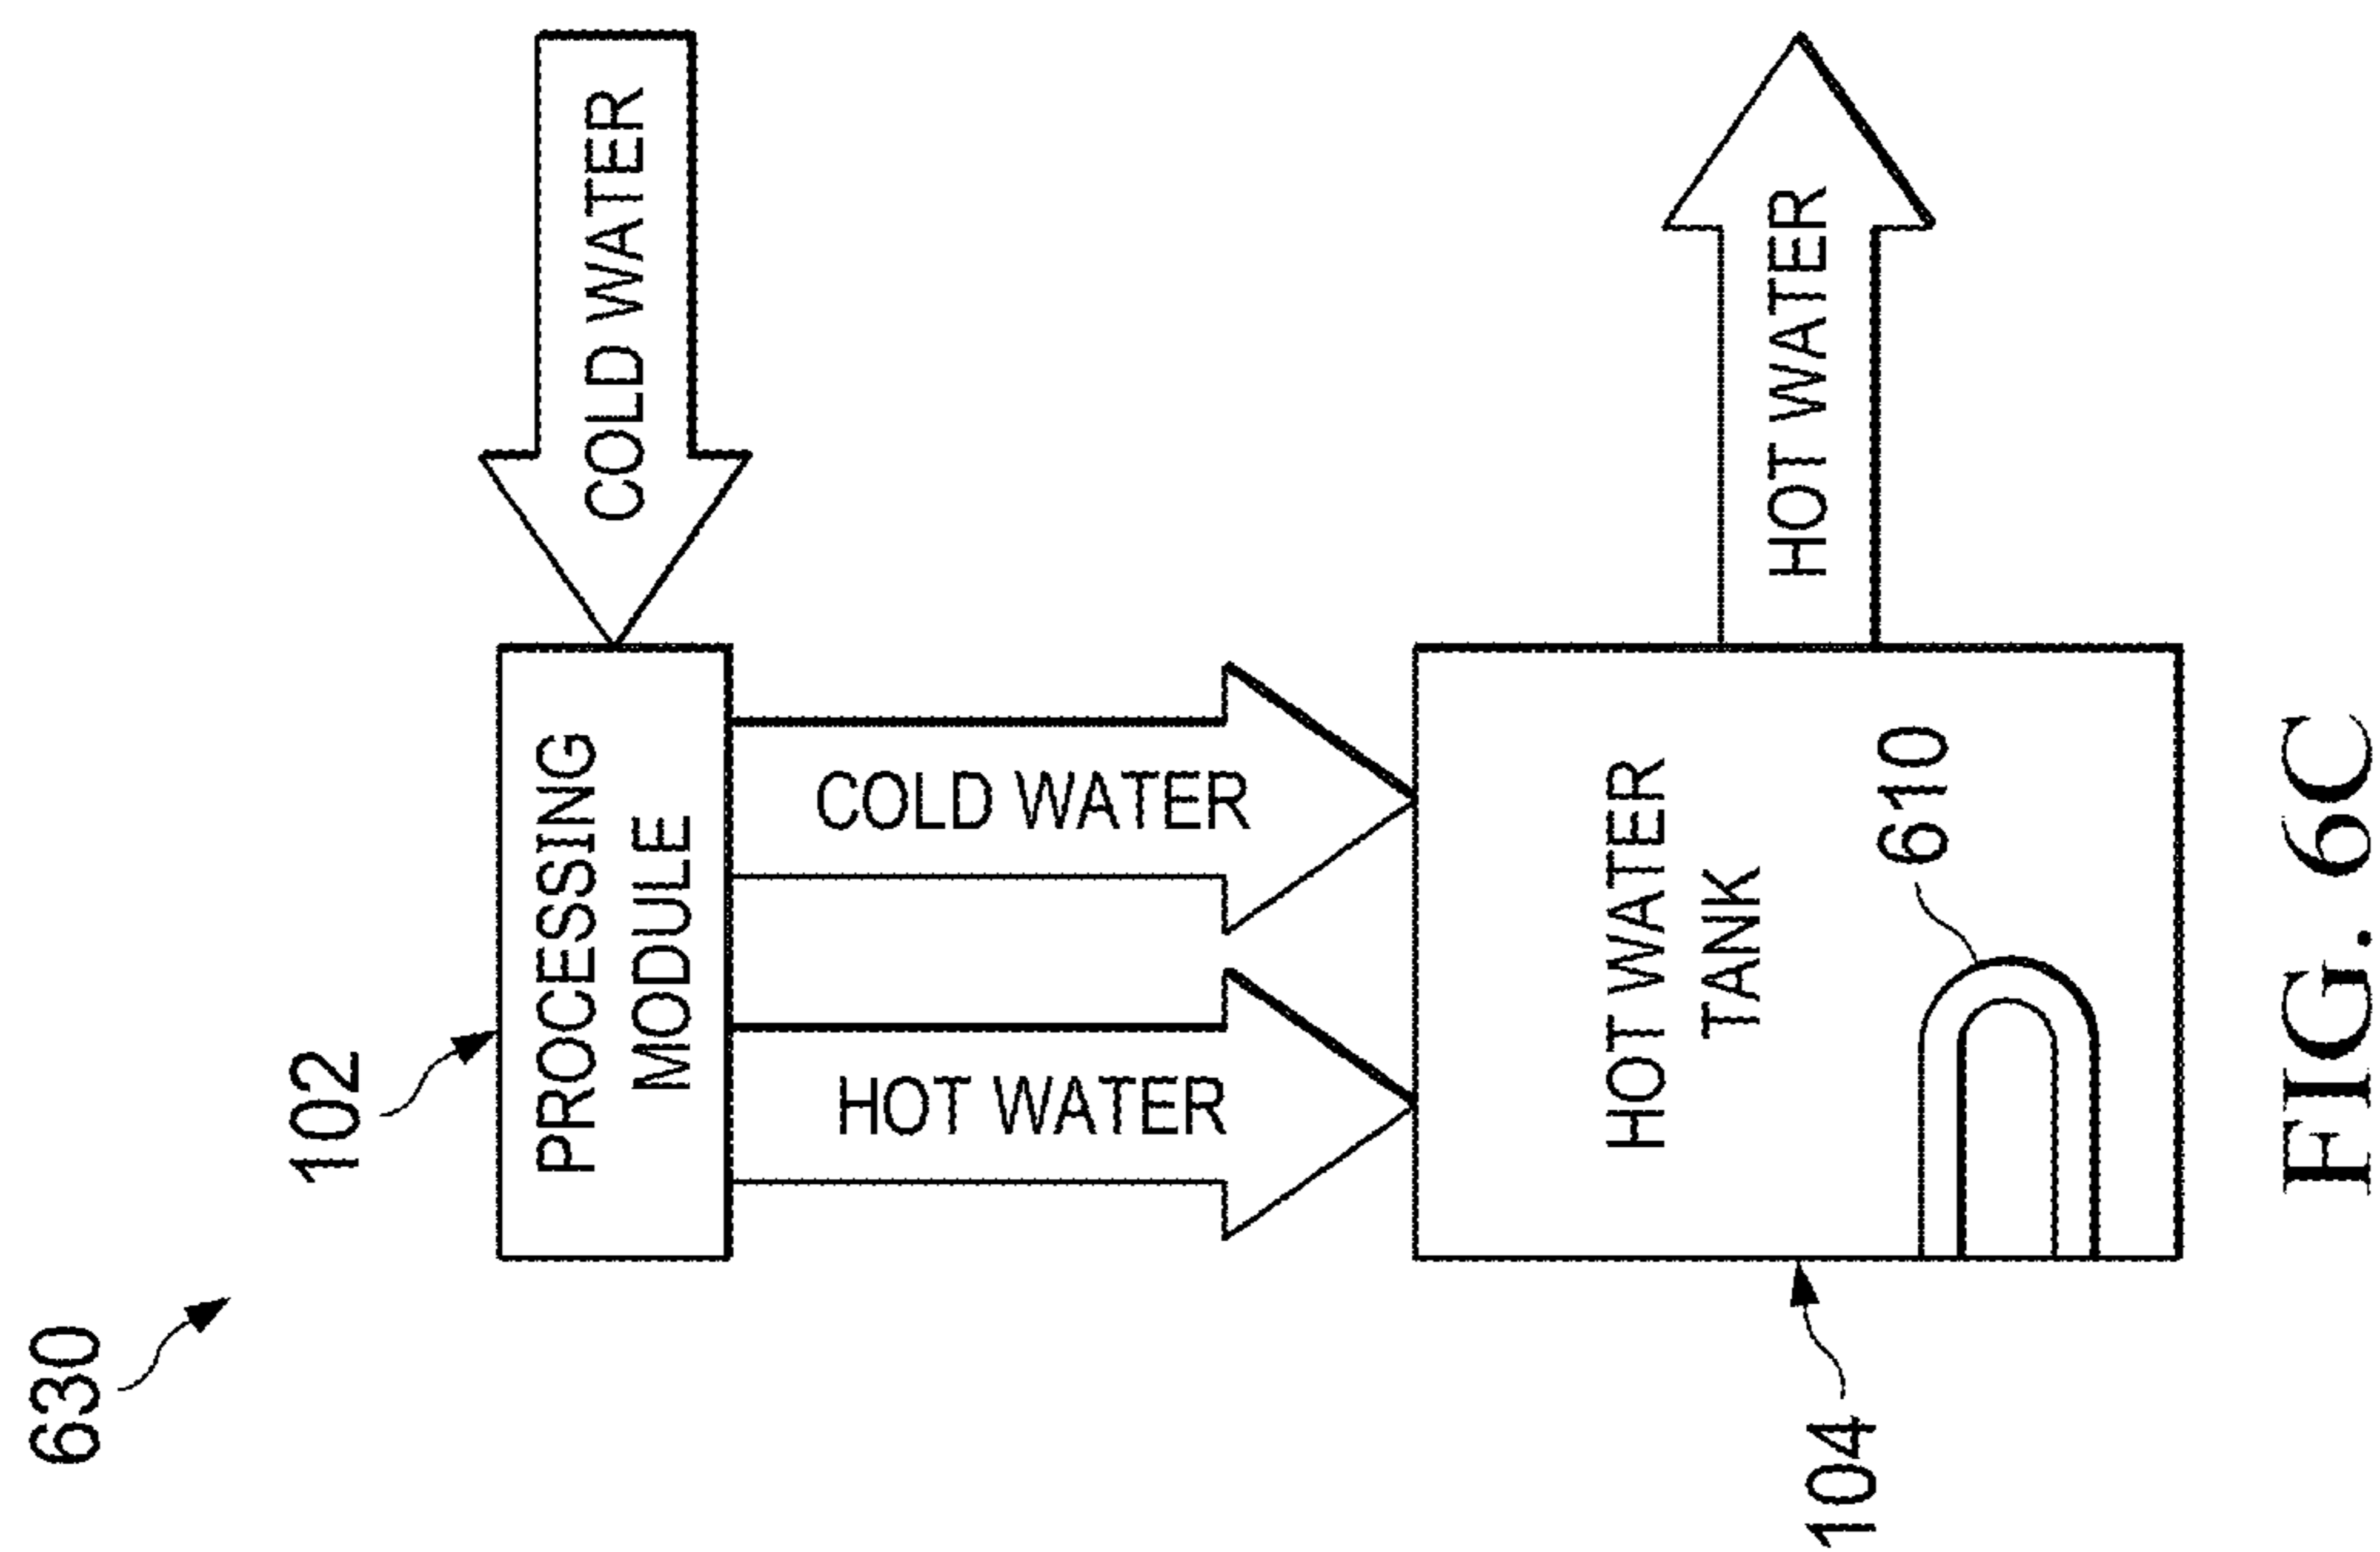 630
102
PROCESSING
MODULE
COLD WATER
HOT WATER
COLD WATER
104
HOT WATER
TANK
610
HOT WATER
FIG. 6C